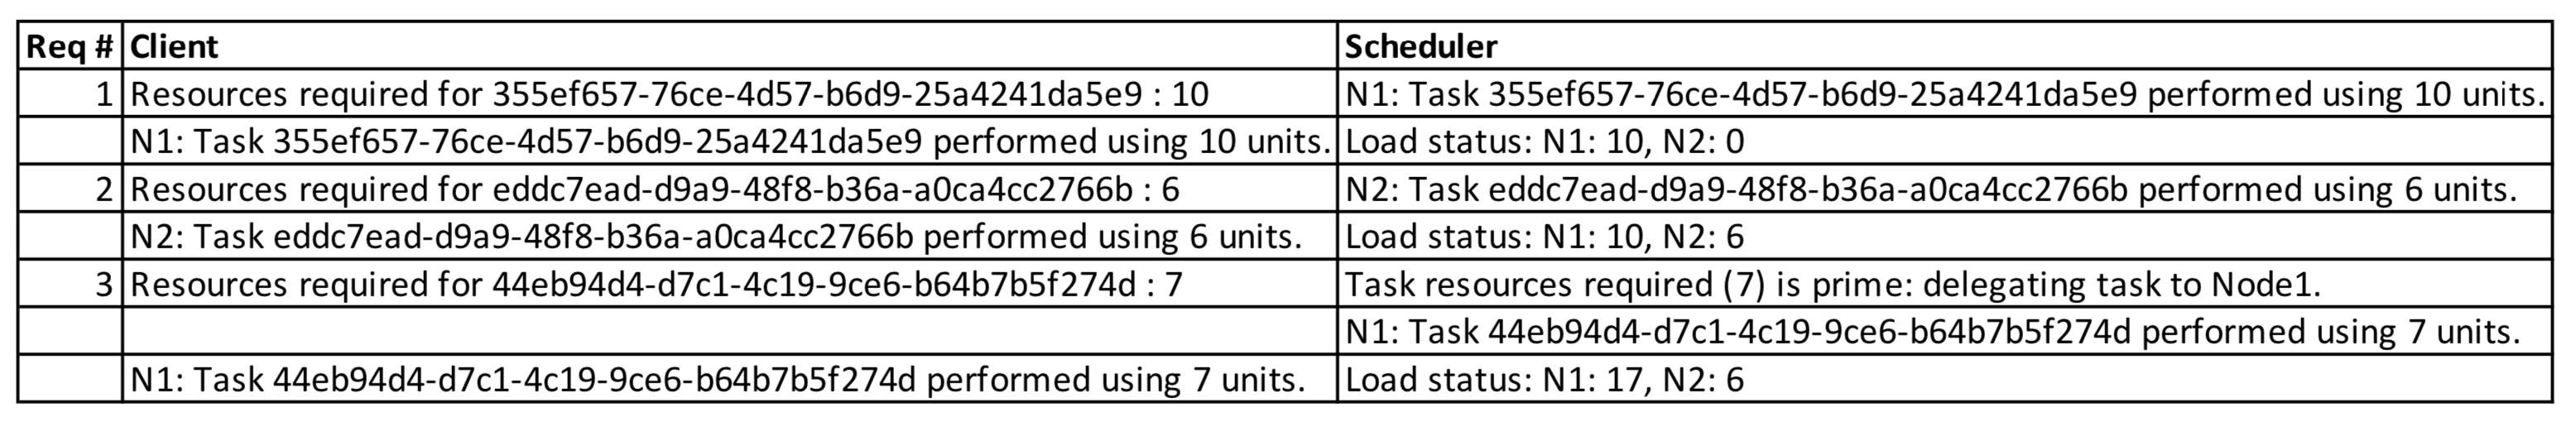 Req # Client Scheduler
1 Resources required for 355ef657-76ce-4d57-b6d9-25a4241da5e9 : 10 N1: Task 355ef657-76ce-4d57-b6d9-25a4241da5e9 performed using 10 units.
N1: Task 355ef657-76ce-4d57-b6d9-25a4241da5e9 performed using 10 units. Load status: N1: 10, N2: 0
2 Resources required for eddc7ead-d9a9-48f8-b36a-a0ca4cc2766b : 6 N2: Task eddc7ead-d9a9-48f8-b36a-a0ca4cc2766b performed using 6 units.
N2: Task eddc7ead-d9a9-48f8-b36a-a0ca4cc2766b performed using 6 units. Load status: N1: 10, N2: 6
3 Resources required for 44eb94d4-d7c1-4c19-9ce6-b64b7b5f274d : 7 Task resources required (7) is prime: delegating task to Node1.
N1: Task 44eb94d4-d7c1-4c19-9ce6-b64b7b5f274d performed using 7 units.
N1: Task 44eb94d4-d7c1-4c19-9ce6-b64b7b5f274d performed using 7 units. Load status: N1: 17, N2: 6